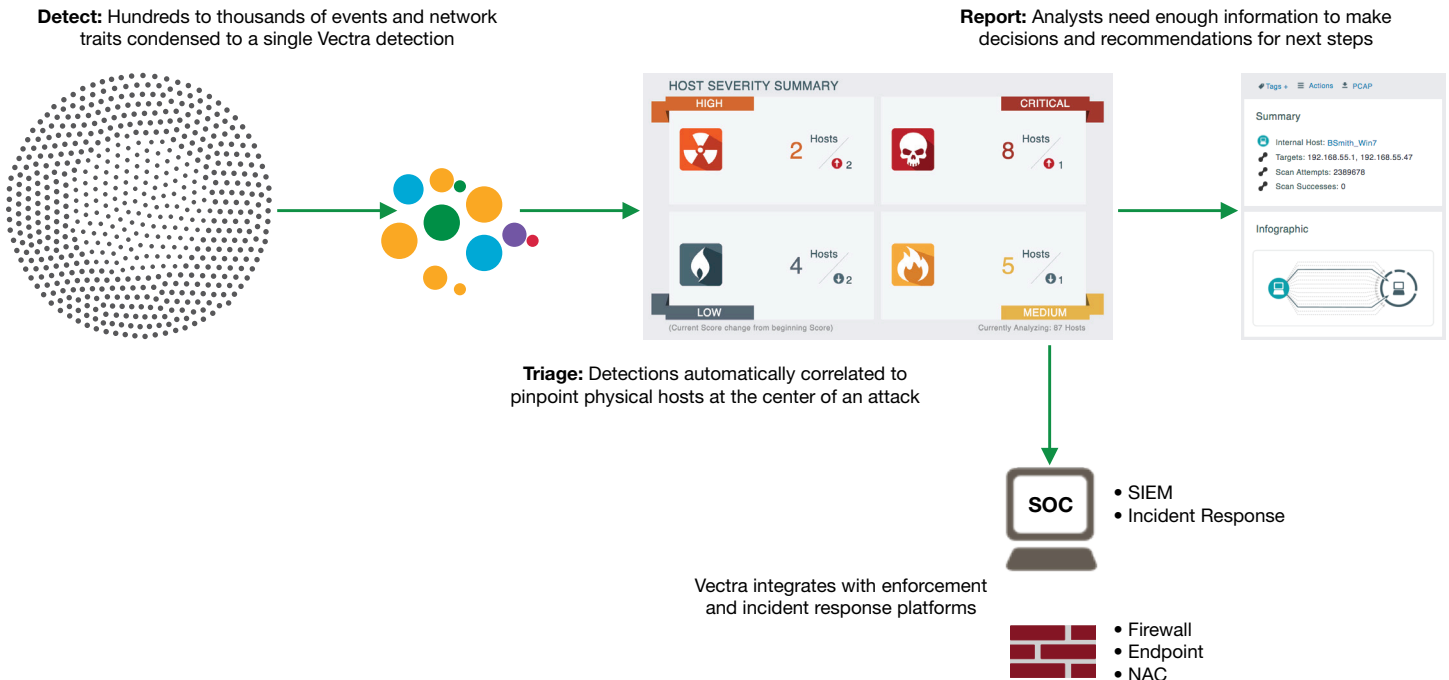 Detect: Hundreds to thousands of events and network
traits condensed to a single Vectra detection
Report: Analysts need enough information to make
decisions and recommendations for next steps
HOST SEVERITY SUMMARY
HIGH
2 Hosts
2
CRITICAL
8 Hosts
1
4 Hosts
2
LOW
5 Hosts
1
MEDIUM
(Current Score change from beginning Score)
Currently Analyzing: 87 Hosts
Tags + Actions PCAP
Summary
Internal Host: BSmith_Win7
Targets: 192.168.55.1, 192.168.55.47
Scan Attempts: 2389678
Scan Successes: 0
Infographic
Triage: Detections automatically correlated to
pinpoint physical hosts at the center of an attack
SOC
• SIEM
• Incident Response
Vectra integrates with enforcement
and incident response platforms
• Firewall
• Endpoint
• NAC